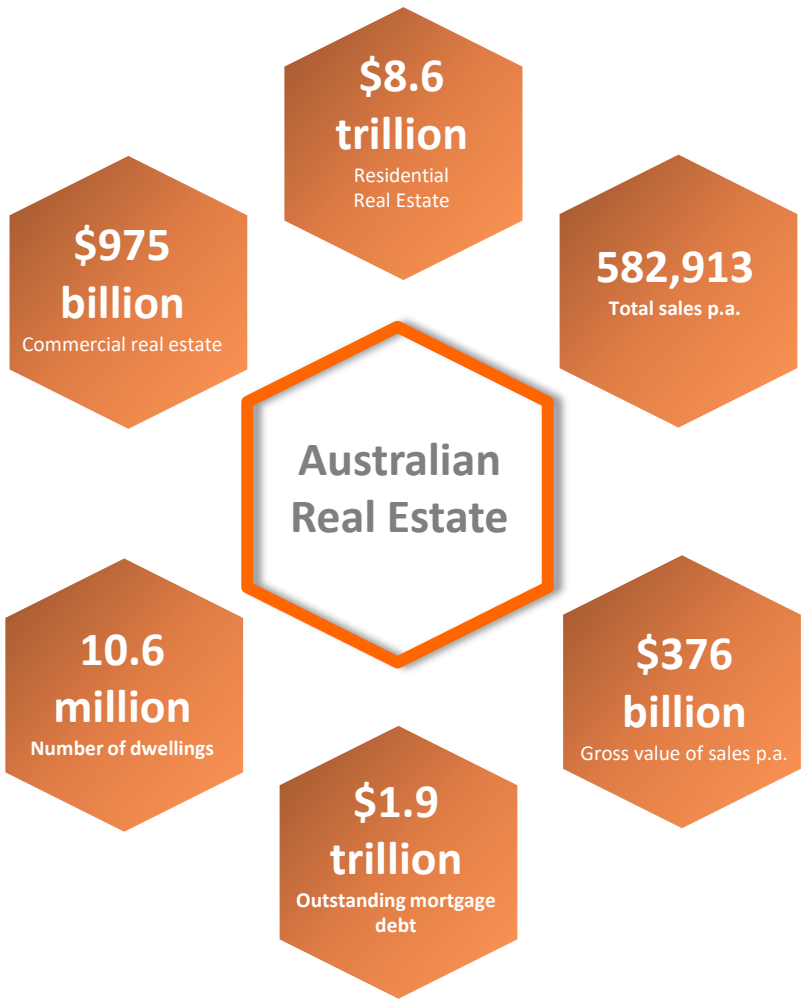 $8.6
trillion
Residential
Real Estate
$975
billion
Commercial real estate
582,913
Total sales p.a.
Australian
Real Estate
10.6
million
Number of dwellings
$376
billion
Gross value of sales p.a.
$1.9
trillion
Outstanding mortgage
debt